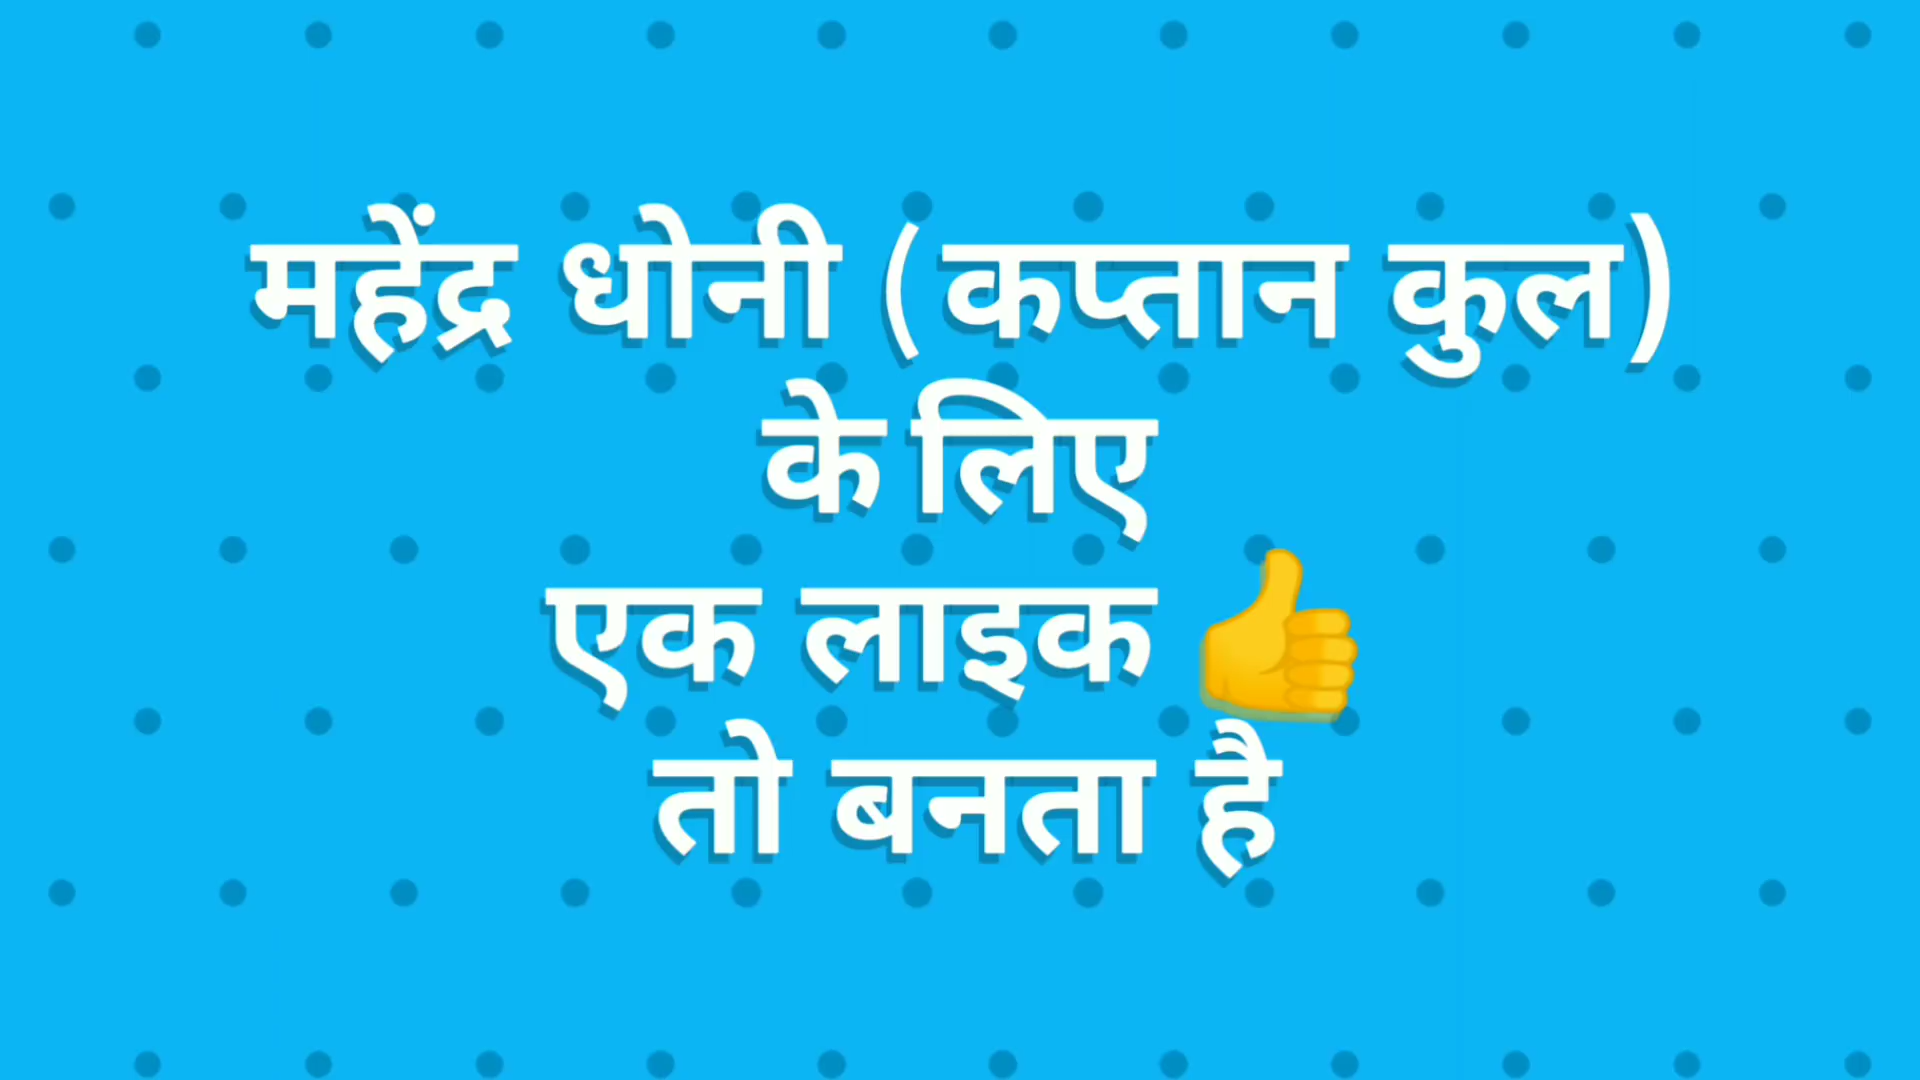 महेंद्र धोनी (कप्तान कुल)
के लिए
एक लाइक 👍
तो बनता है